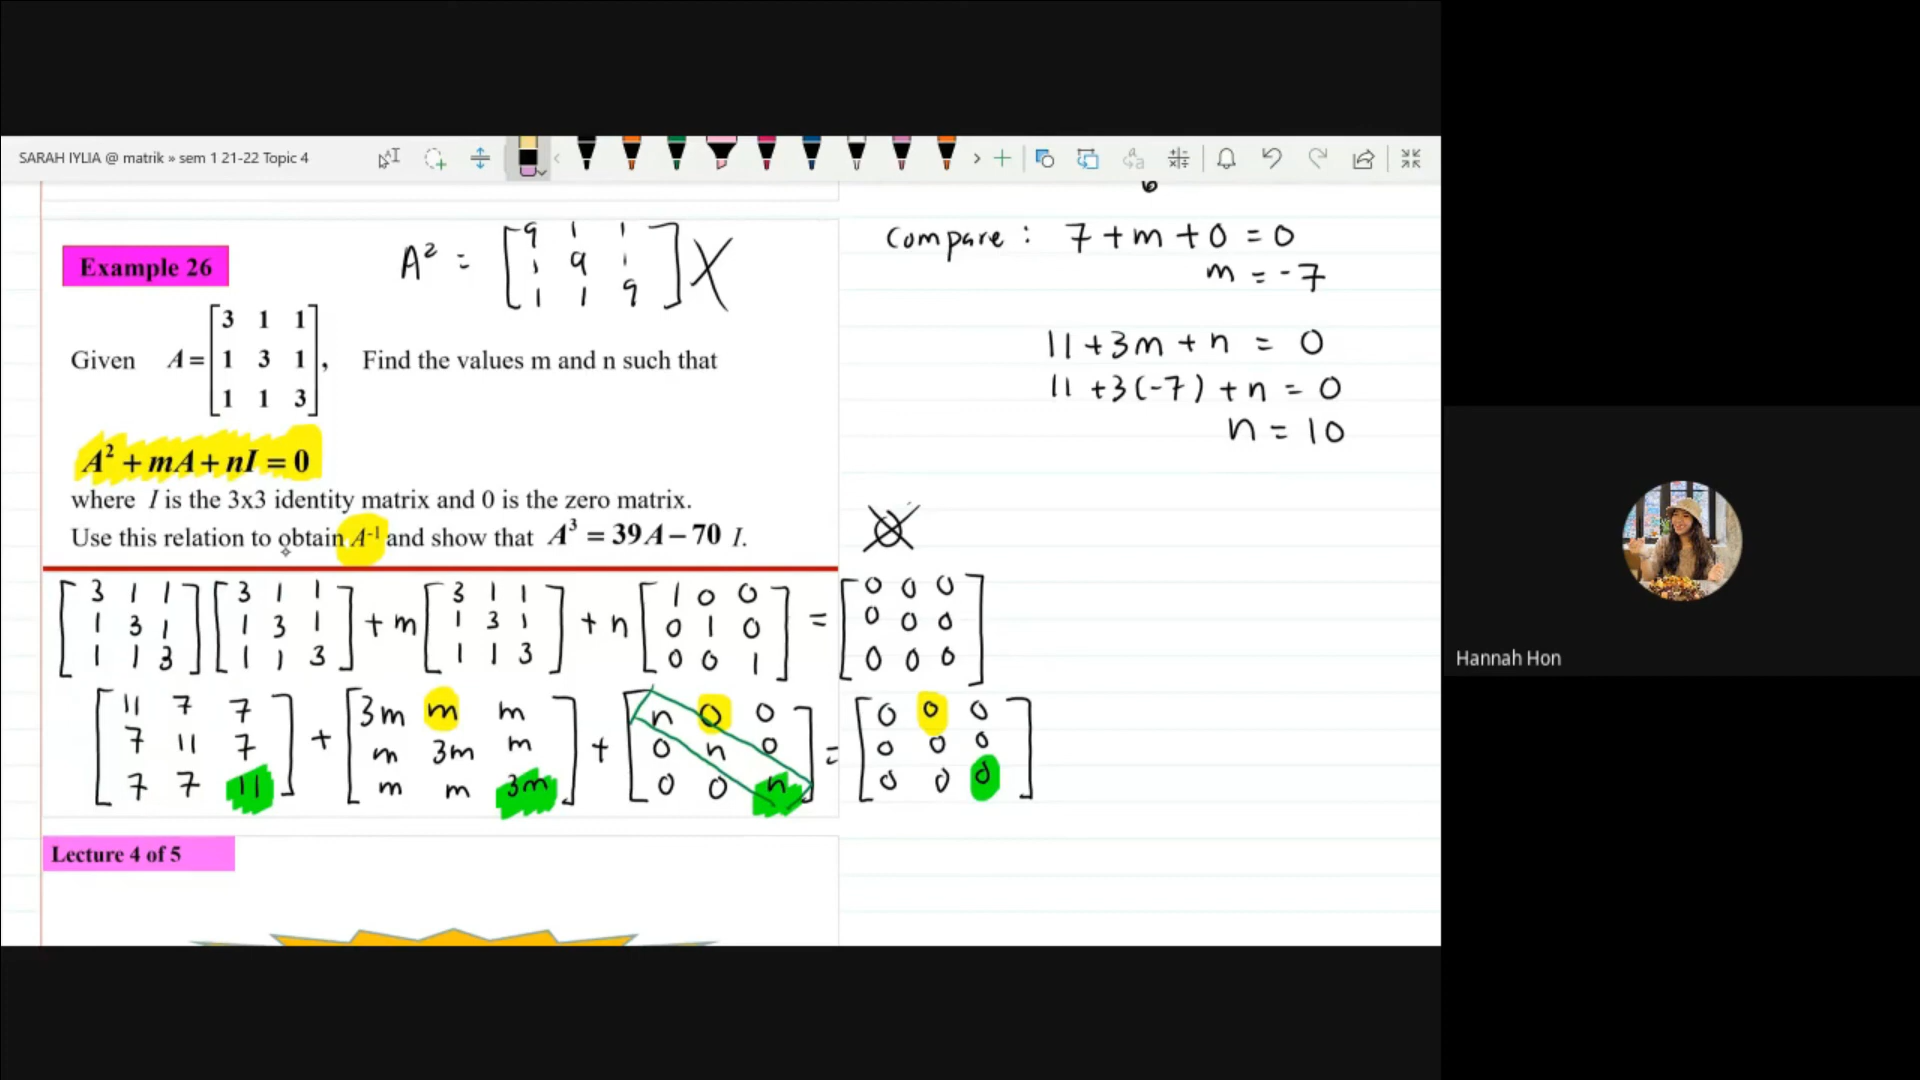 SARAH IYLIA @ matrik » sem 1 21-22 Topic 4
Example 26
A² = [9 1 1
1 9 1
1 1 9] X
Given A = [3 1 1
1 3 1
1 1 3], Find the values m and n such that
A² + mA + nI = 0
where I is the 3x3 identity matrix and 0 is the zero matrix.
Use this relation to obtain A⁻¹ and show that A³ = 39A − 70 I.
[3 1 1] [3 1 1] + m [3 1 1] + n [1 0 0] = [0 0 0]
[1 3 1] [1 3 1] [1 3 1] [0 1 0] [0 0 0]
[1 1 3] [1 1 3] [1 1 3] [0 0 1] [0 0 0]
[11 7 7] + [3m m m] + [n 0 0] = [0 0 0]
[7 11 7] [m 3m m] [0 n 0] [0 0 0]
[7 7 11] [m m 3m] [0 0 n] [0 0 0]
Lecture 4 of 5
Compare : 7 + m + 0 = 0
m = -7
11 + 3m + n = 0
11 + 3(-7) + n = 0
n = 10
Hannah Hon